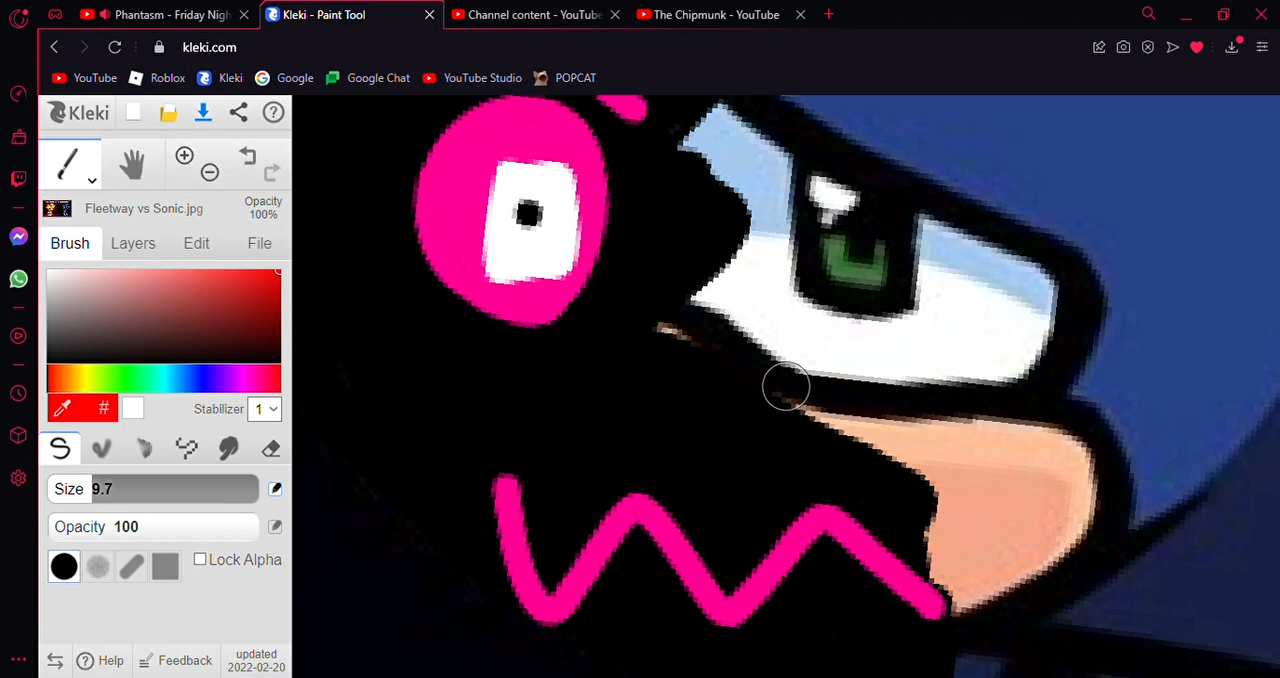 Phantasm - Friday Nigh
Kleki - Paint Tool
Channel content - YouTube
The Chipmunk - YouTube
kleki.com
YouTube
Roblox
Kleki
Google
Google Chat
YouTube Studio
POPCAT
Kleki
Fleetway vs Sonic.jpg
Opacity
100%
Brush
Layers
Edit
File
#
Stabilizer
1
Size 9.7
Opacity 100
Lock Alpha
Help
Feedback
updated
2022-02-20